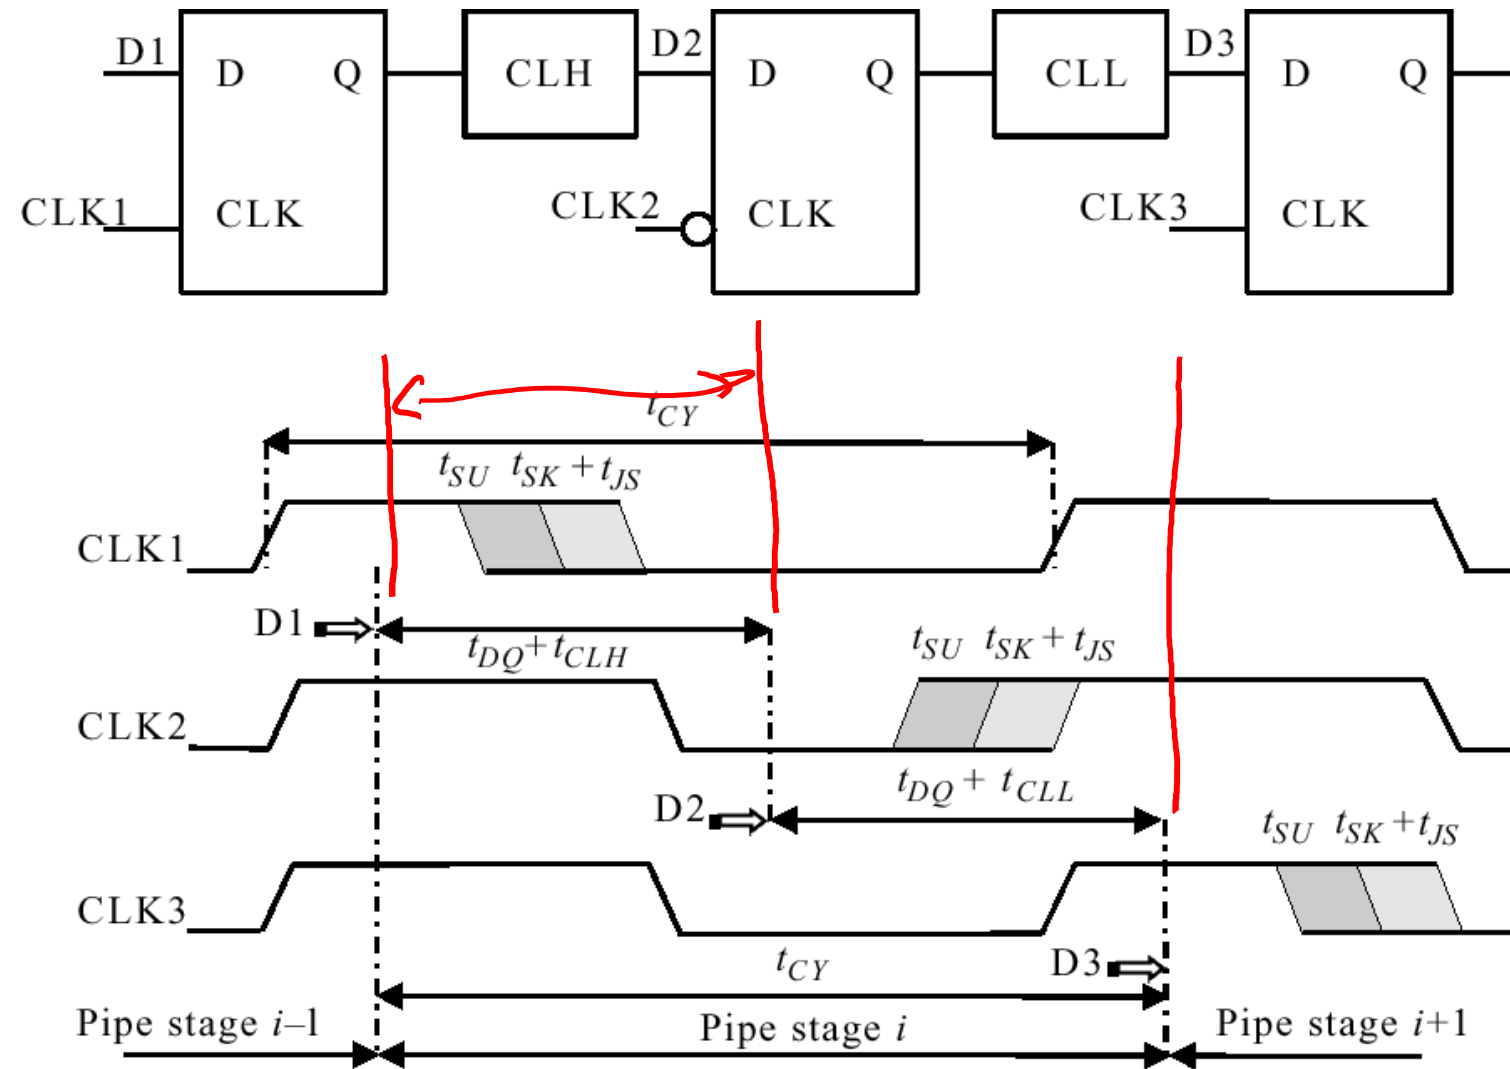 D1 D Q CLH D2 D Q CLL D3 D Q
CLK1 CLK CLK2 CLK CLK3 CLK
tCY
tSU tSK + tJS
CLK1
D1 tDQ+tCLH
tSU tSK + tJS
CLK2
D2 tDQ + tCLL
tSU tSK +tJS
CLK3
tCY D3
Pipe stage i–1 Pipe stage i Pipe stage i+1